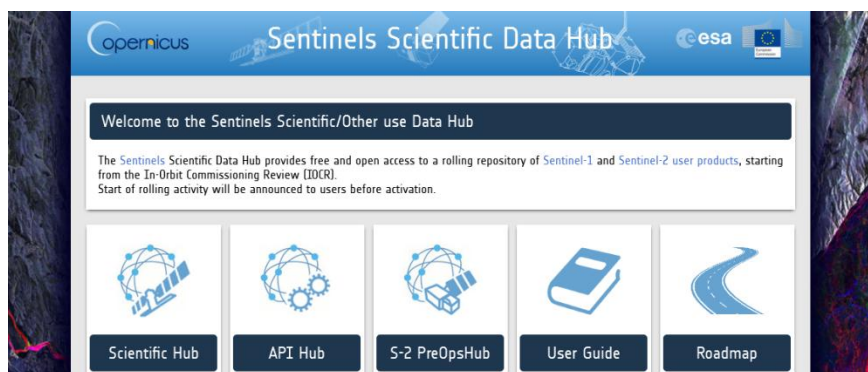 opernicus
Sentinels Scientific Data Hub
esa
Welcome to the Sentinels Scientific/Other use Data Hub
The Sentinels Scientific Data Hub provides free and open access to a rolling repository of Sentinel-1 and Sentinel-2 user products, starting
from the In-Orbit Commissioning Review (IOCR).
Start of rolling activity will be announced to users before activation.
Scientific Hub
API Hub
S-2 PreOpsHub
User Guide
Roadmap